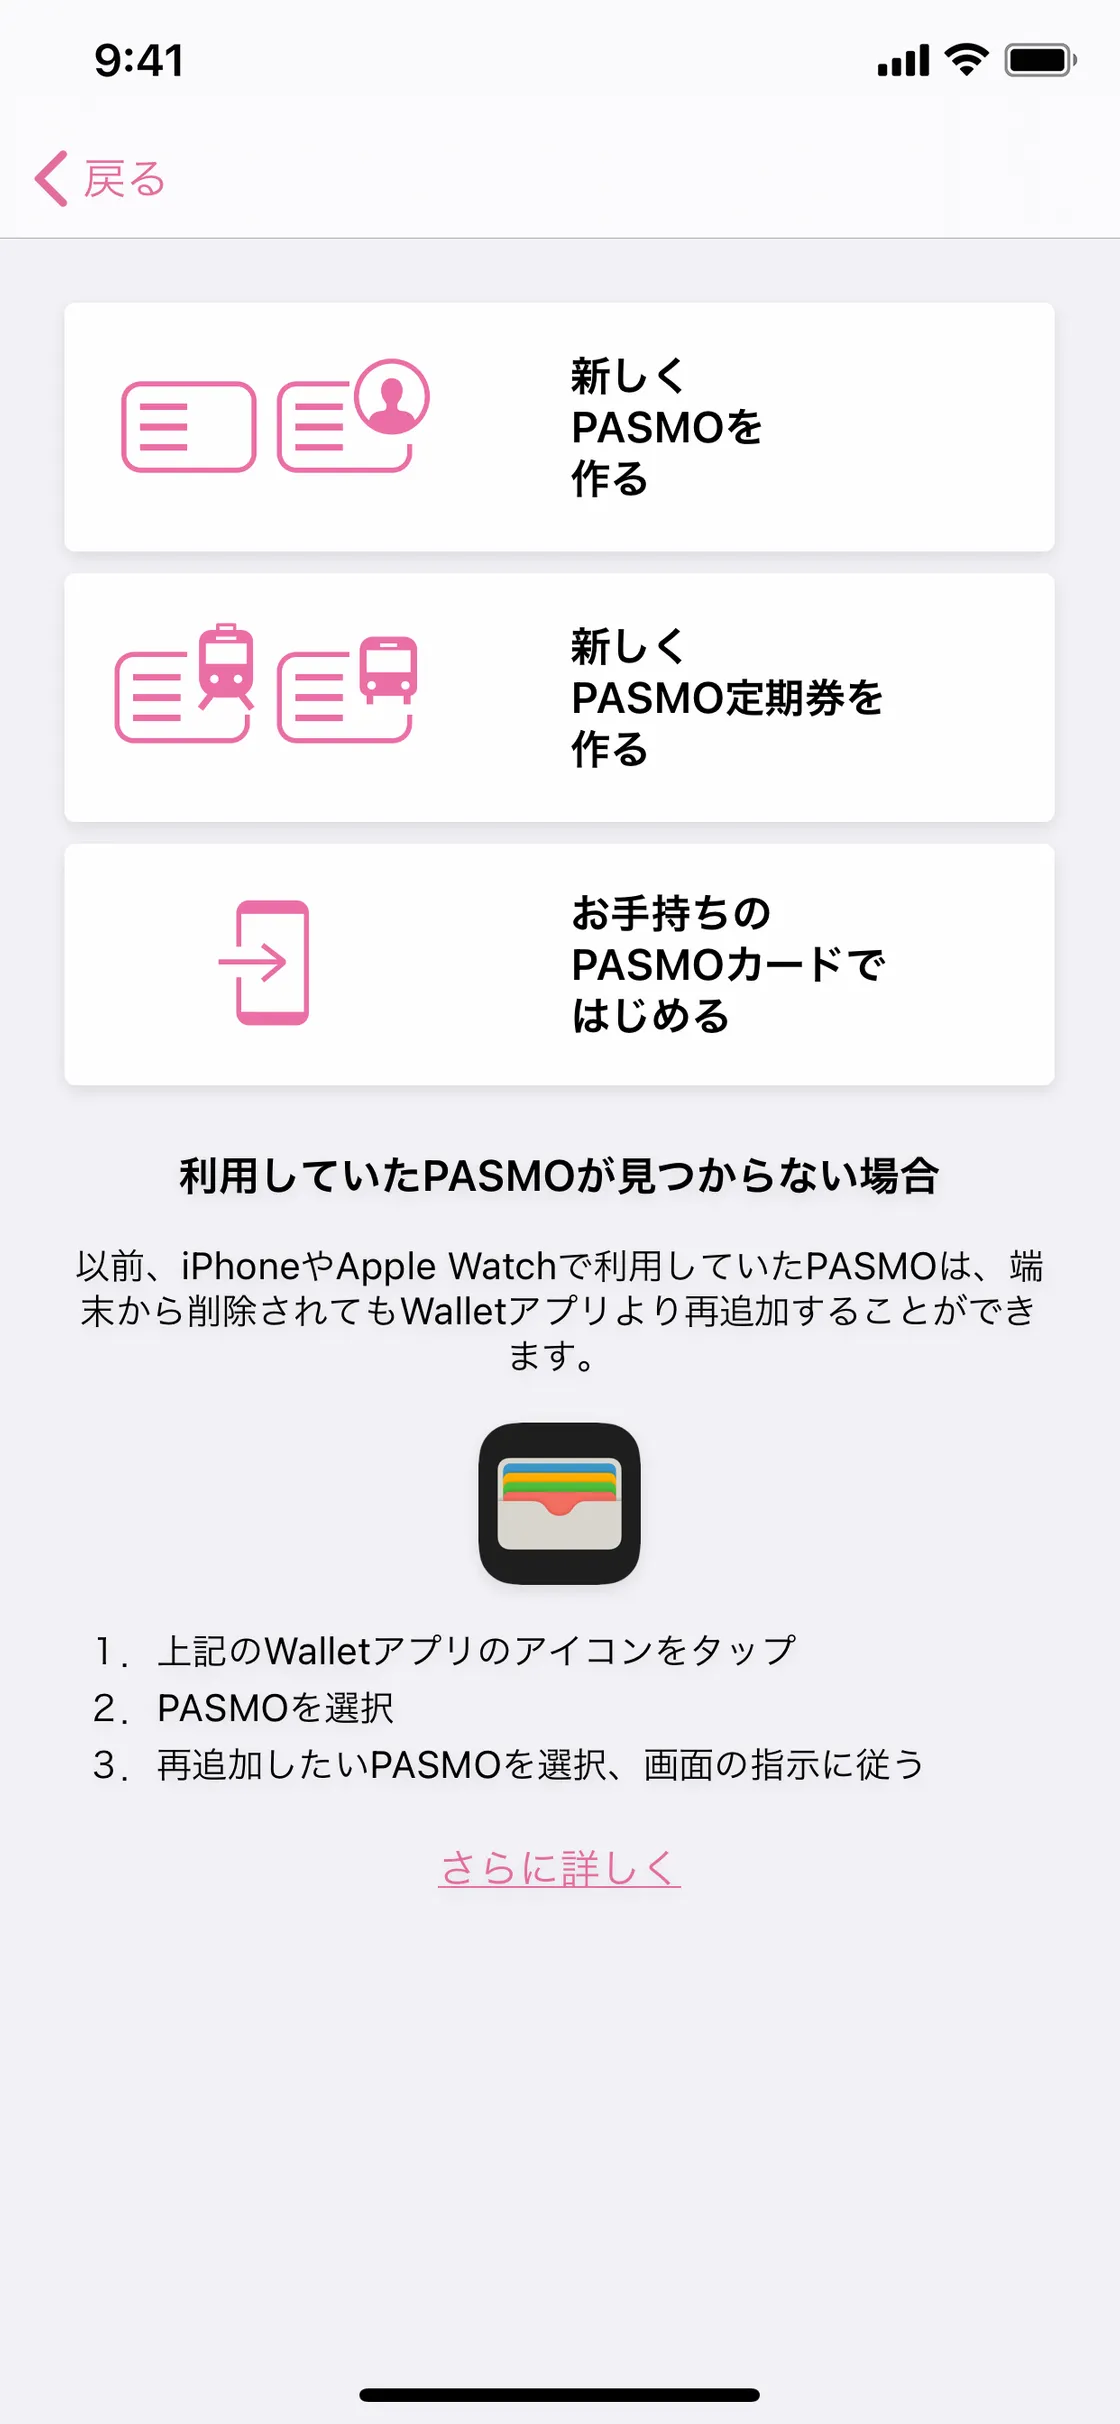 9:41
戻る
新しく
PASMOを
作る
新しく
PASMO定期券を
作る
お手持ちの
PASMOカードで
はじめる
利用していたPASMOが見つからない場合
以前、iPhoneやApple Watchで利用していたPASMOは、端
末から削除されてもWalletアプリより再追加することができ
ます。
1. 上記のWalletアプリのアイコンをタップ
2. PASMOを選択
3. 再追加したいPASMOを選択、画面の指示に従う
さらに詳しく